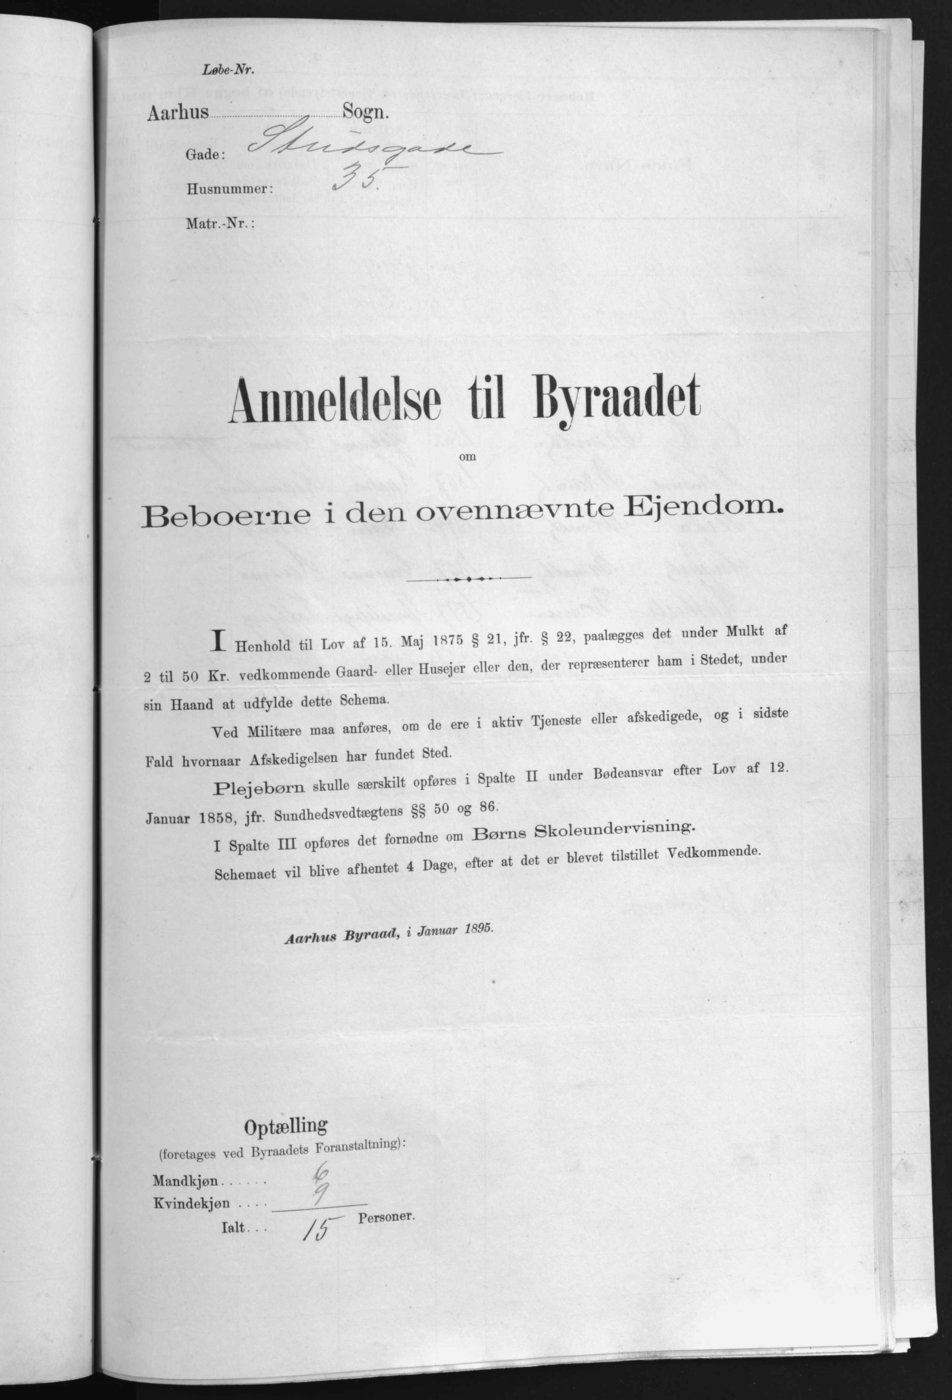 Løbe-Nr.
Aarhus Sogn.
Gade: Studsgade
Husnummer: 35.
Matr.-Nr.:
Anmeldelse til Byraadet
om
Beboerne i den ovennævnte Ejendom.
I Henhold til Lov af 15. Maj 1875 § 21, jfr. § 22, paalægges det under Mulkt af
2 til 50 Kr. vedkommende Gaard- eller Husejer eller den, der repræsenterer ham i Stedet, under
sin Haand at udfylde dette Schema.
Ved Militære maa anføres, om de ere i aktiv Tjeneste eller afskedigede, og i sidste
Fald hvornaar Afskedigelsen har fundet Sted.
Plejebørn skulle særskilt opføres i Spalte II under Bødeansvar efter Lov af 12.
Januar 1858, jfr. Sundhedsvedtægtens §§ 50 og 86.
I Spalte III opføres det fornødne om Børns Skoleundervisning.
Schemaet vil blive afhentet 4 Dage, efter at det er blevet tilstillet Vedkommende.
Aarhus Byraad, i Januar 1895.
Optælling
(foretages ved Byraadets Foranstaltning):
Mandkjøn...... 6
Kvindekjøn .... 9
Ialt... 15 Personer.